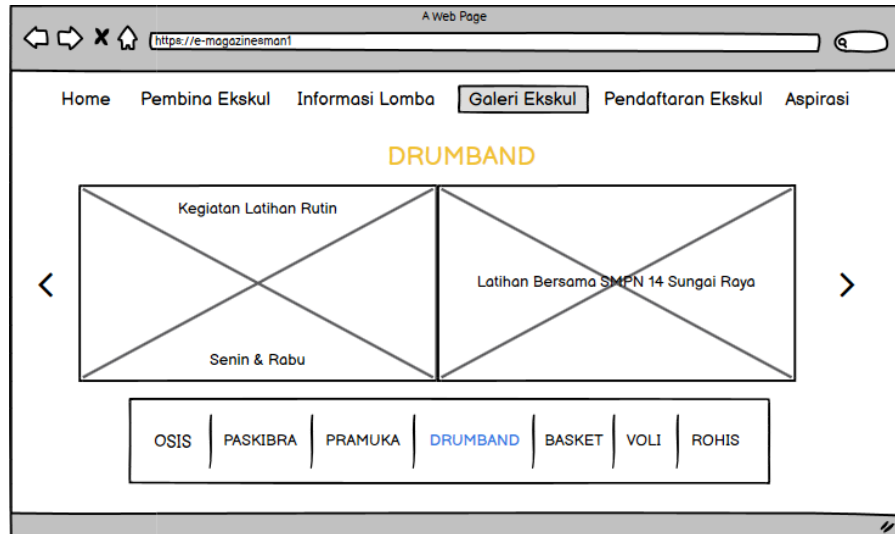 A Web Page
https://e-magazinesman1
Home Pembina Ekskul Informasi Lomba Galeri Ekskul Pendaftaran Ekskul Aspirasi
DRUMBAND
Kegiatan Latihan Rutin
Latihan Bersama SMPN 14 Sungai Raya
Senin & Rabu
OSIS PASKIBRA PRAMUKA DRUMBAND BASKET VOLI ROHIS